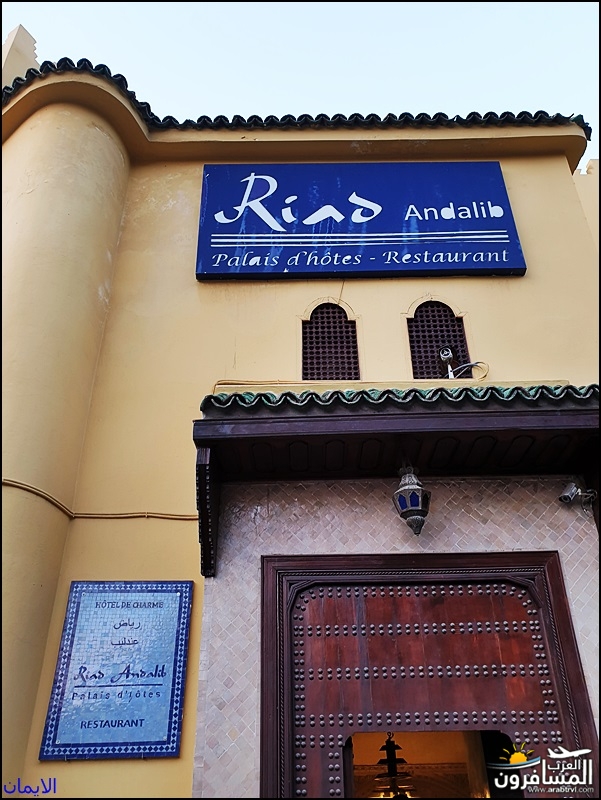 Riad Andalib
Palais d'hôtes - Restaurant
HÔTEL DE CHARME
رياض
عندليب
Riad Andalib
Palais d'hôtes
RESTAURANT
الايمان
العرب
المسافرون
www.arabtrvl.com